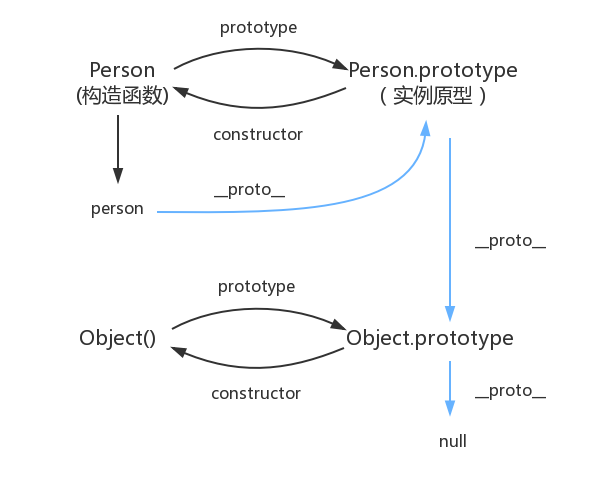 prototype
Person
(构造函数)
Person.prototype
( 实例原型 )
constructor
person
__proto__
__proto__
prototype
Object()
Object.prototype
constructor
__proto__
null